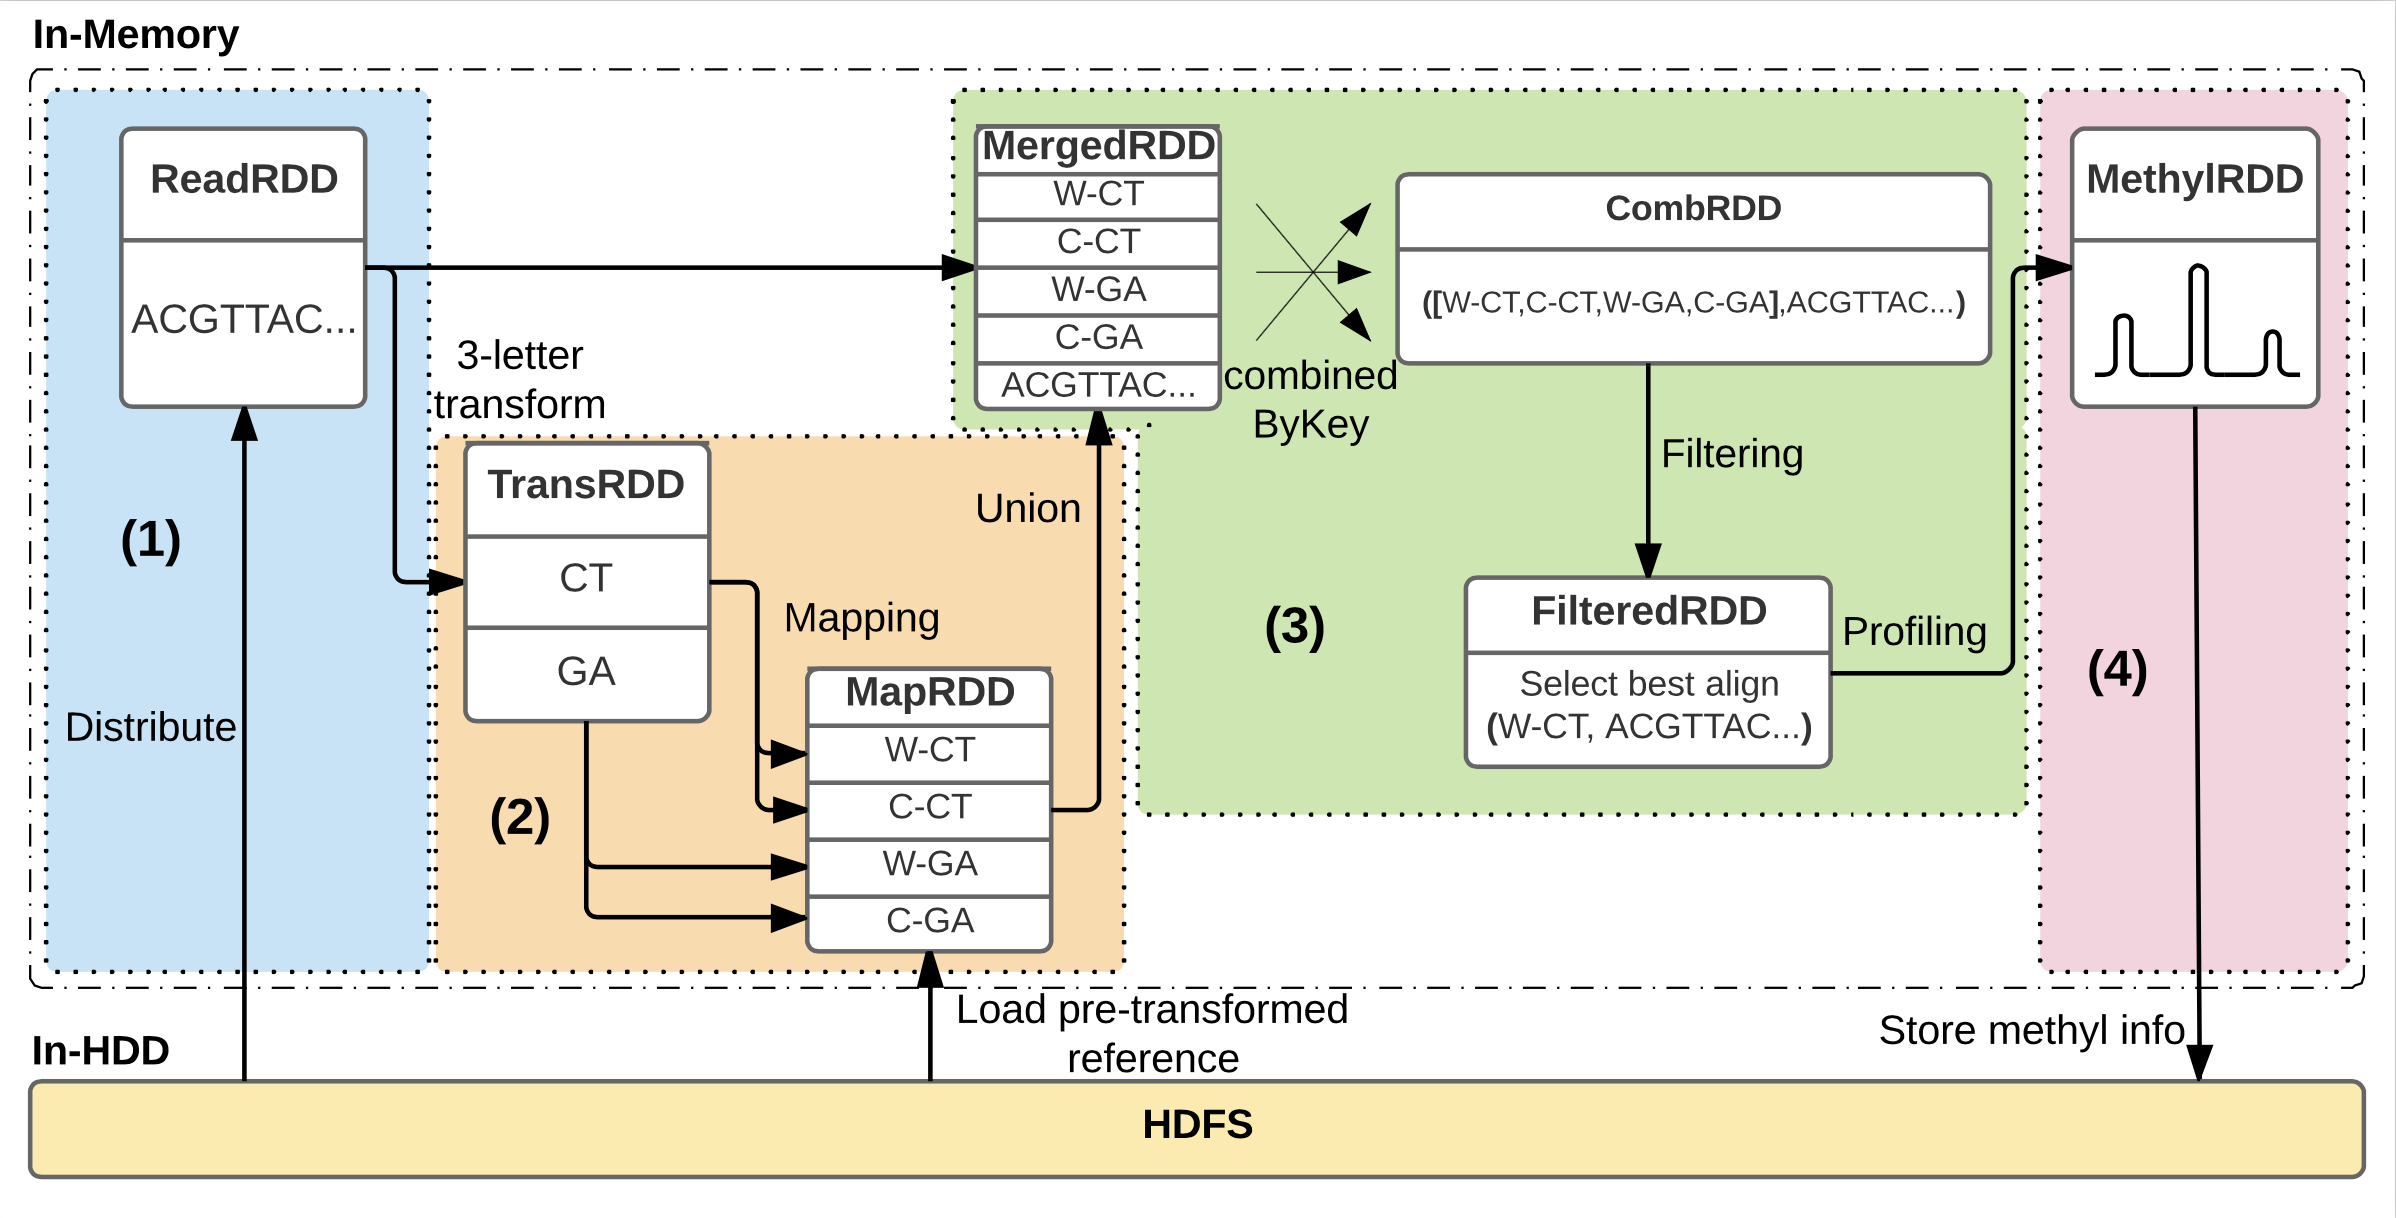 In-Memory
ReadRDD
ACGTTAC...
(1)
Distribute
3-letter
transform
TransRDD
CT
GA
(2)
Mapping
MapRDD
W-CT
C-CT
W-GA
C-GA
Union
MergedRDD
W-CT
C-CT
W-GA
C-GA
ACGTTAC...
combined
ByKey
CombRDD
([W-CT,C-CT,W-GA,C-GA],ACGTTAC...)
Filtering
(3)
FilteredRDD
Select best align
(W-CT, ACGTTAC...)
Profiling
MethylRDD
(4)
Load pre-transformed
reference
Store methyl info
In-HDD
HDFS